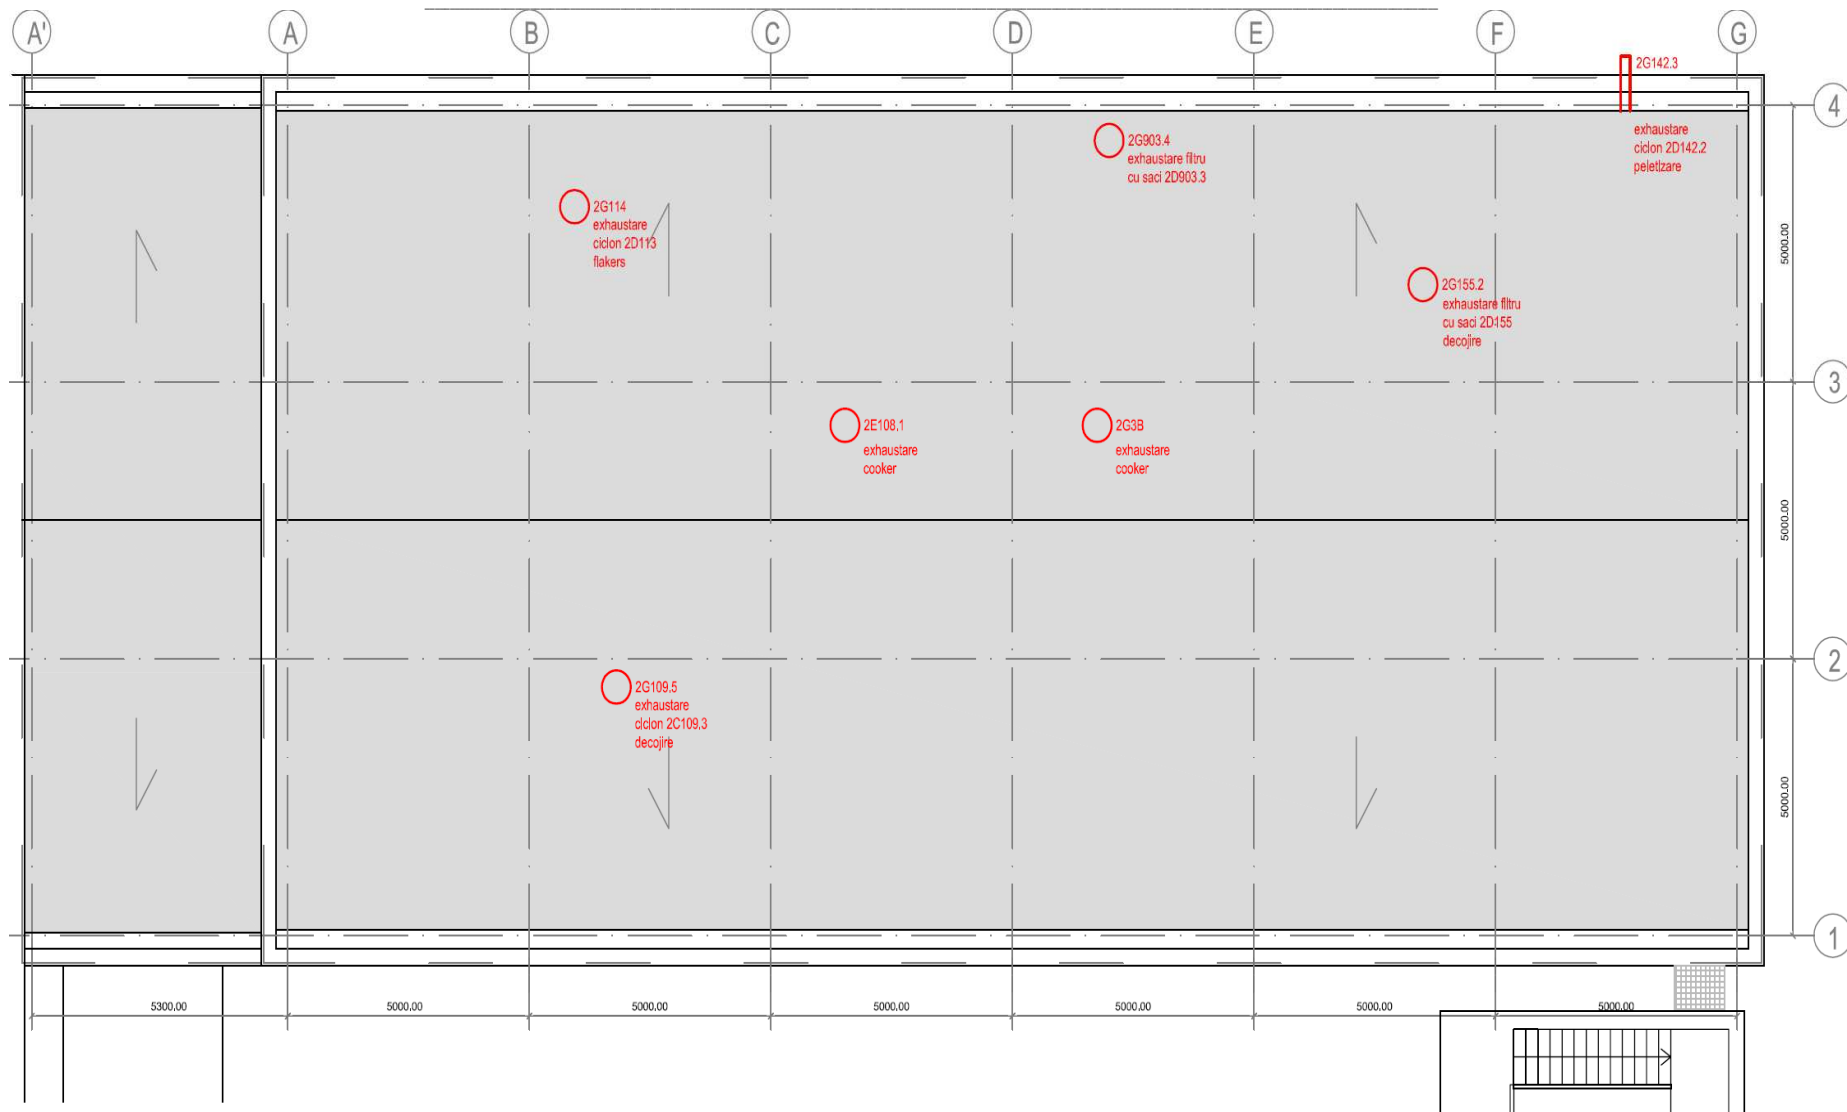 A' A B C D E F G
2G142.3
4
exhaustare
ciclon 2D142.2
peletizare
2G903.4
exhaustare filtru
cu saci 2D903.3
2G114
exhaustare
ciclon 2D113
flakers
5000.00
2G155.2
exhaustare filtru
cu saci 2D155
decojire
3
2E108.1
exhaustare
cooker
2G3B
exhaustare
cooker
5000.00
2
2G109.5
exhaustare
ciclon 2C109.3
decojire
5000.00
1
5300.00 5000.00 5000.00 5000.00 5000.00 5000.00 5000.00